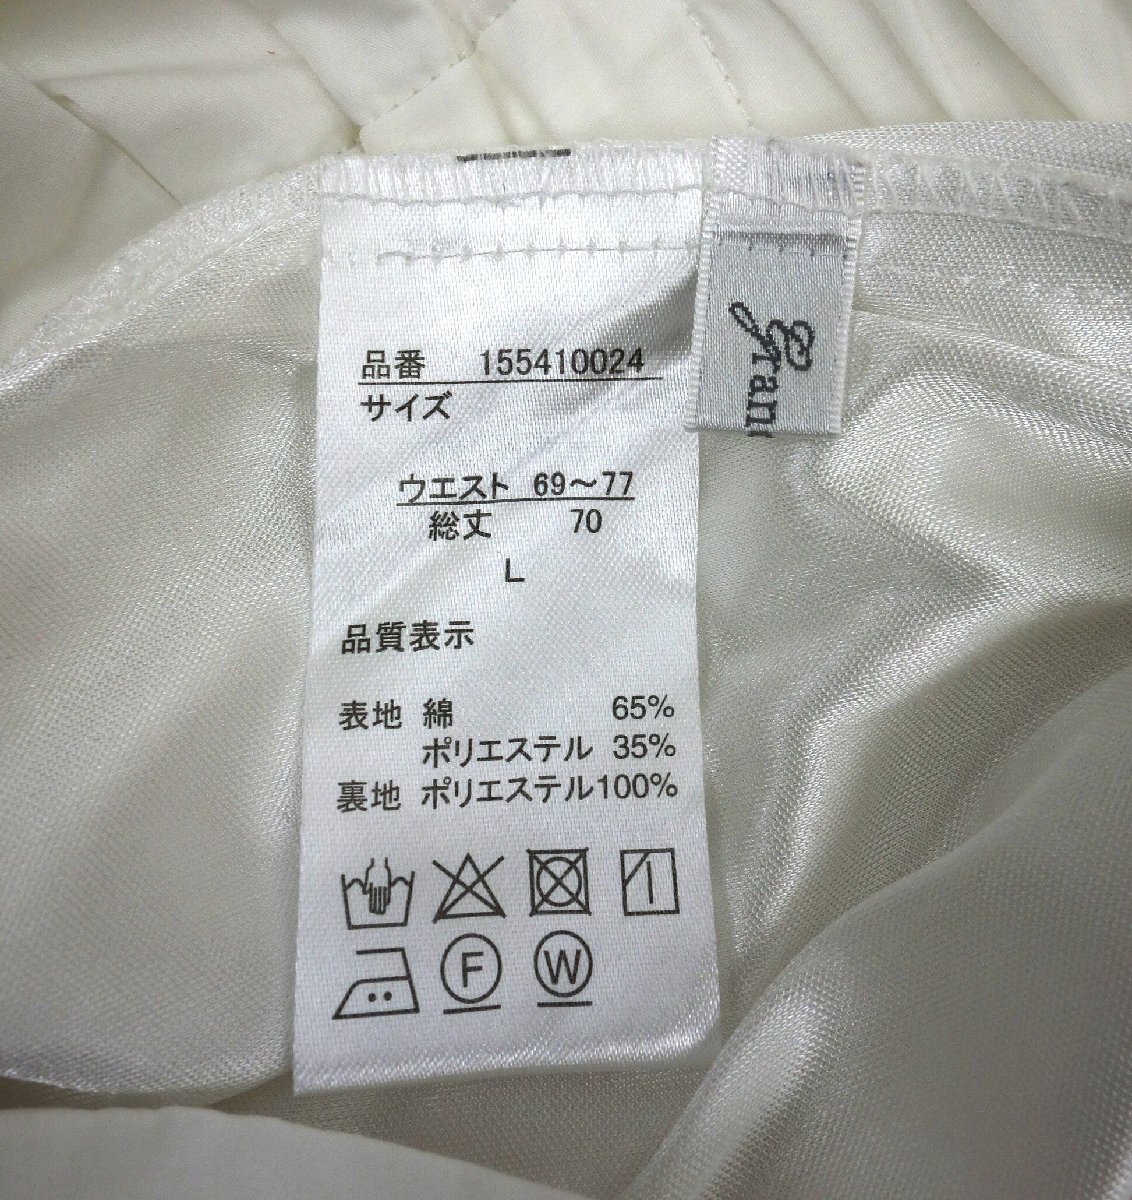 品番 155410024
サイズ
ウエスト 69～77
総丈 70
L
品質表示
表地 綿 65%
ポリエステル 35%
裏地 ポリエステル100%
F W